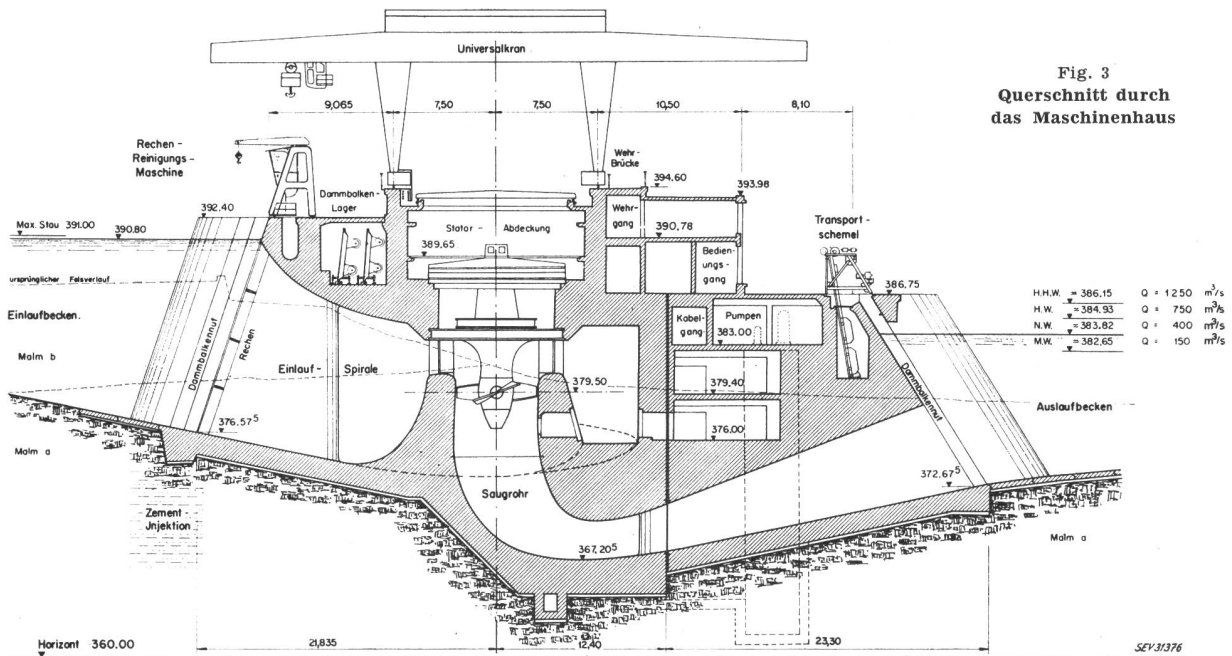 Fig. 3
Querschnitt durch
das Maschinenhaus
Universalkran
9,065
7,50
7,50
10,50
8,10
Rechen -
Reinigungs -
Maschine
Wehr -
Brücke
394.60
393,98
392.40
Dammbalken -
Lager
Wehr -
gang
Transport -
schemel
Max. Stau 391.00
390.80
Stator - Abdeckung
390,78
389,65
Bedien -
ungs -
gang
ursprünglicher Felsverlauf
386,75
H.H.W. = 386,15 Q = 1250 m³/s
H.W. = 384,93 Q = 750 m³/s
N.W. = 383,82 Q = 400 m³/s
M.W. = 382,65 Q = 150 m³/s
Einlaufbecken.
Kabel -
gang
Pumpen
383,00
Malm b
Dammbalkennut
Rechen
Einlauf - Spirale
379,50
379,40
Dammbalkennut
Auslaufbecken
376,57⁵
376,00
Malm a
372,67⁵
Saugrohr
Zement -
Jnjektion
Malm a
367,20⁵
Horizont 360.00
21,835
12,40
23,30
SEV31376